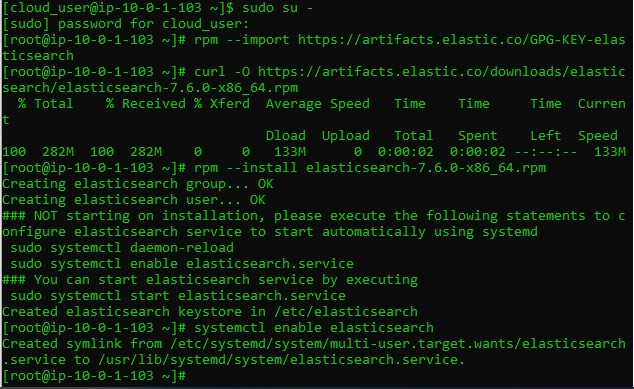 [cloud_user@ip-10-0-1-103 ~]$ sudo su -
[sudo] password for cloud_user:
[root@ip-10-0-1-103 ~]# rpm --import https://artifacts.elastic.co/GPG-KEY-elas
ticsearch
[root@ip-10-0-1-103 ~]# curl -O https://artifacts.elastic.co/downloads/elastic
search/elasticsearch-7.6.0-x86_64.rpm
  % Total    % Received % Xferd  Average Speed   Time    Time     Time  Curren
t
                                 Dload  Upload   Total   Spent    Left  Speed
100  282M  100  282M    0     0   133M      0  0:00:02  0:00:02 --:--:--  133M
[root@ip-10-0-1-103 ~]# rpm --install elasticsearch-7.6.0-x86_64.rpm
Creating elasticsearch group... OK
Creating elasticsearch user... OK
### NOT starting on installation, please execute the following statements to c
onfigure elasticsearch service to start automatically using systemd
 sudo systemctl daemon-reload
 sudo systemctl enable elasticsearch.service
### You can start elasticsearch service by executing
 sudo systemctl start elasticsearch.service
Created elasticsearch keystore in /etc/elasticsearch
[root@ip-10-0-1-103 ~]# systemctl enable elasticsearch
Created symlink from /etc/systemd/system/multi-user.target.wants/elasticsearch
.service to /usr/lib/systemd/system/elasticsearch.service.
[root@ip-10-0-1-103 ~]#